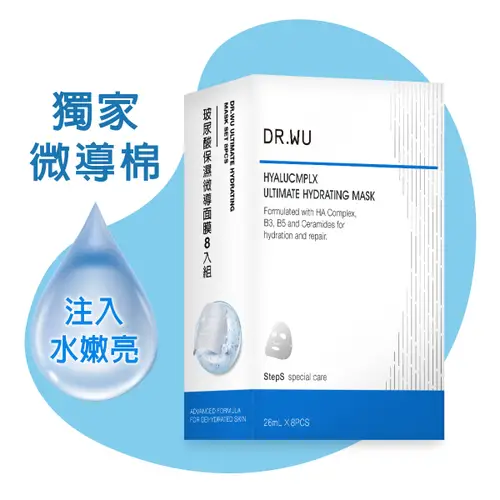 獨家
微導棉
注入
水嫩亮
DR.WU ULTIMATE HYDRATING
MASK SET 8PCS
玻尿酸保濕微導面膜8入組
ADVANCED FORMULA
FOR DEHYDRATED SKIN
DR.WU
HYALUCMPLX
ULTIMATE HYDRATING MASK
Formulated with HA Complex,
B3, B5 and Ceramides for
hydration and repair.
StepS special care
26mL X 8PCS